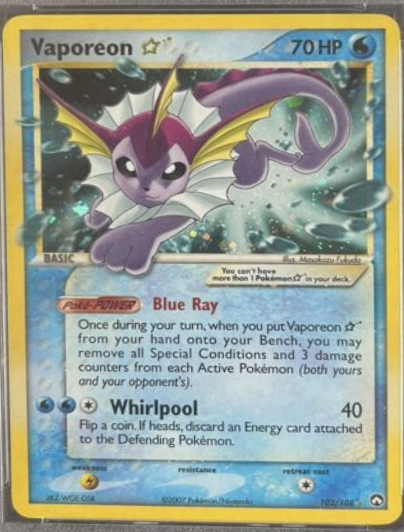 Vaporeon ☆ 70 HP
BASIC
Illus. Masakazu Fukuda
You can't have
more than 1 Pokémon ☆ in your deck.
Poké-POWER Blue Ray
Once during your turn, when you put Vaporeon ☆
from your hand onto your Bench, you may
remove all Special Conditions and 3 damage
counters from each Active Pokémon (both yours
and your opponent's).
Whirlpool 40
Flip a coin. If heads, discard an Energy card attached
to the Defending Pokémon.
weakness resistance retreat cost
©2007 Pokémon/Nintendo 102/108